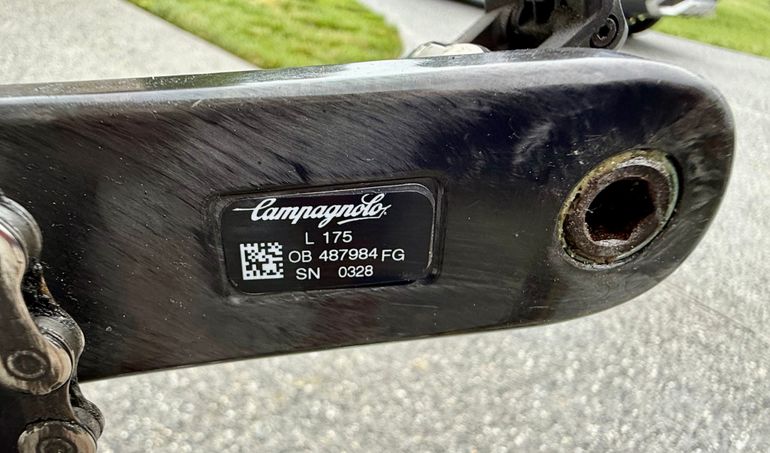 Campagnolo
L 175
OB 487984 FG
SN 0328